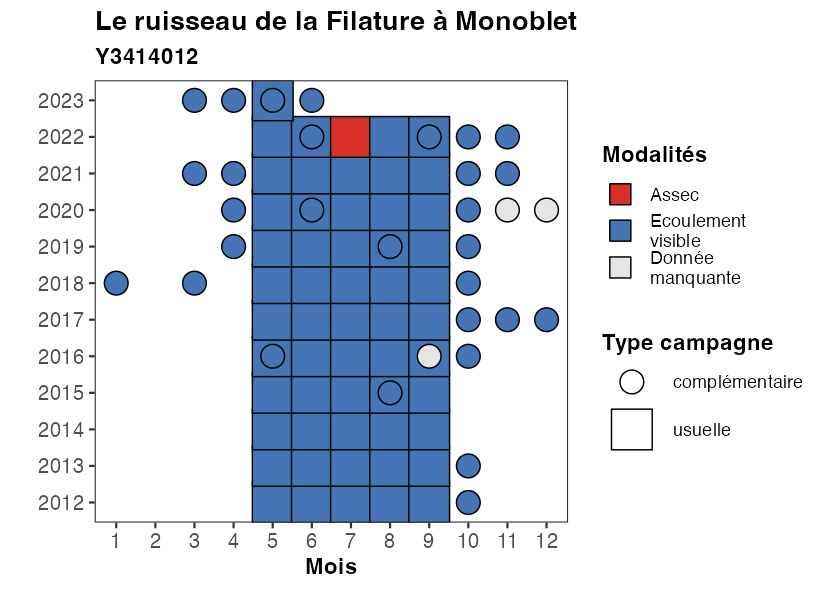 Le ruisseau de la Filature à Monoblet
Y3414012
2023
2022
2021
2020
2019
2018
2017
2016
2015
2014
2013
2012
1 2 3 4 5 6 7 8 9 10 11 12
Mois
Modalités
Assec
Ecoulement
visible
Donnée
manquante
Type campagne
complémentaire
usuelle